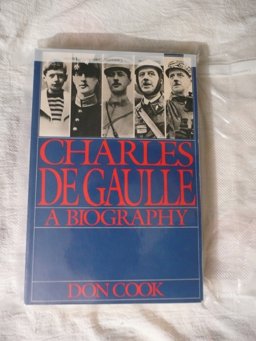 CHARLES
DE GAULLE
A BIOGRAPHY
DON COOK